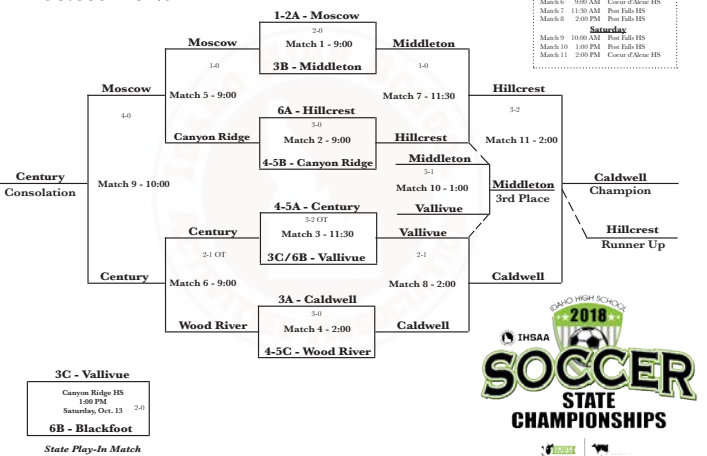 Match 6 9:00 AM Coeur d'Alene HS
Match 7 11:30 AM Post Falls HS
Match 8 2:00 PM Post Falls HS
Saturday
Match 9 10:00 AM Post Falls HS
Match 10 1:00 PM Post Falls HS
Match 11 2:00 PM Coeur d'Alene HS
1-2A - Moscow
2-0
Match 1 - 9:00
3B - Middleton
Moscow
1-0
Match 5 - 9:00
Canyon Ridge
Middleton
1-0
Match 7 - 11:30
Hillcrest
6A - Hillcrest
3-0
Match 2 - 9:00
4-5B - Canyon Ridge
Moscow
4-0
Match 9 - 10:00
Century
Century
Consolation
Hillcrest
3-2
Match 11 - 2:00
Caldwell
Middleton
5-1
Match 10 - 1:00
Vallivue
Middleton
3rd Place
Caldwell
Champion
Hillcrest
Runner Up
4-5A - Century
3-2 OT
Match 3 - 11:30
3C/6B - Vallivue
Century
2-1 OT
Match 6 - 9:00
Wood River
Vallivue
2-1
Match 8 - 2:00
Caldwell
3A - Caldwell
3-0
Match 4 - 2:00
4-5C - Wood River
3C - Vallivue
Canyon Ridge HS
1:00 PM
Saturday, Oct. 13
2-0
6B - Blackfoot
State Play-In Match
IDAHO HIGH SCHOOL
2018
IHSAA
SOCCER
STATE
CHAMPIONSHIPS